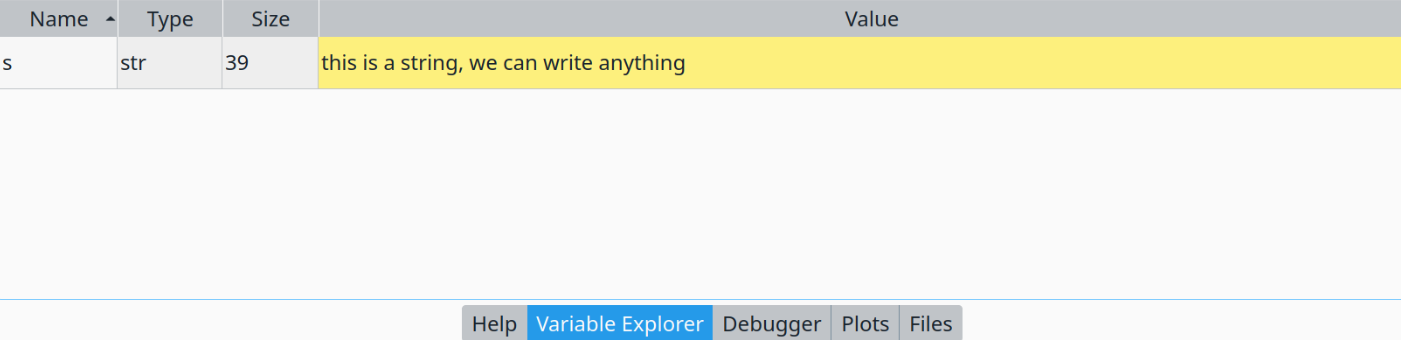 Name Type Size Value
s str 39 this is a string, we can write anything
Help Variable Explorer Debugger Plots Files